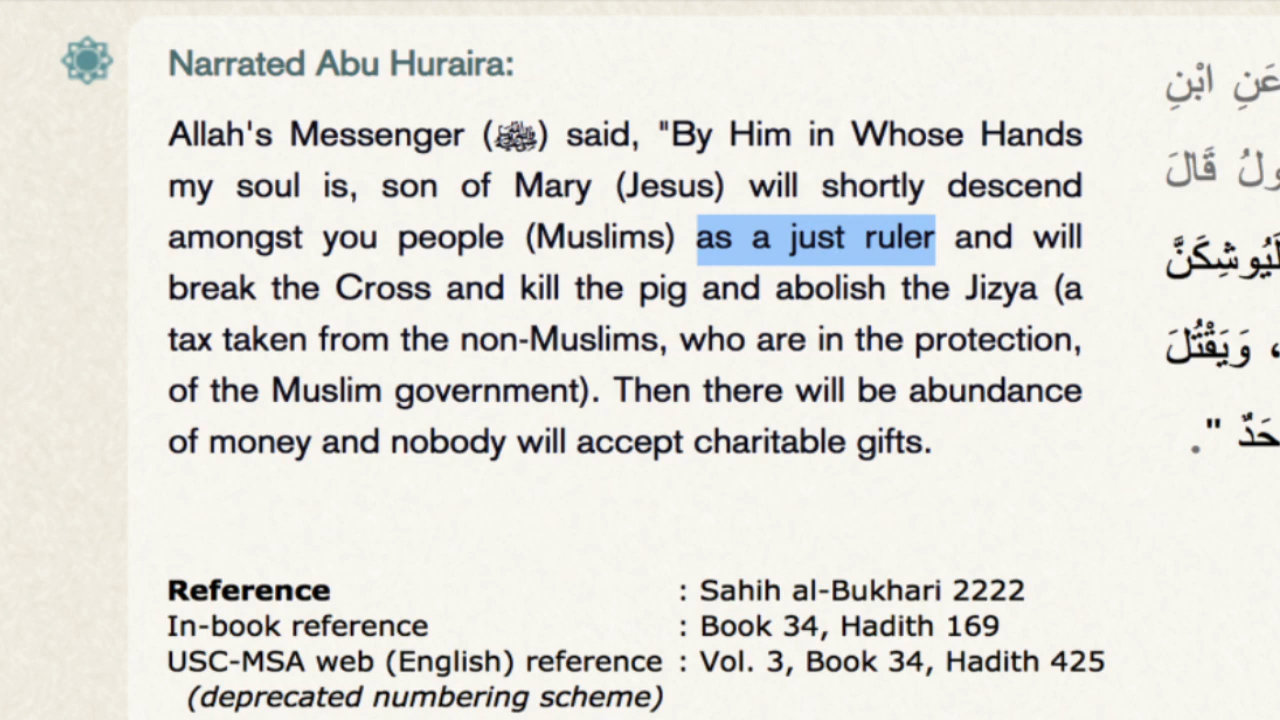 Narrated Abu Huraira:
Allah's Messenger (ﷺ) said, "By Him in Whose Hands
my soul is, son of Mary (Jesus) will shortly descend
amongst you people (Muslims) as a just ruler and will
break the Cross and kill the pig and abolish the Jizya (a
tax taken from the non-Muslims, who are in the protection,
of the Muslim government). Then there will be abundance
of money and nobody will accept charitable gifts.
عَنِ ابْنِ
قَالَ
لَيُوشِكَنَّ
، وَيَقْتُلَ
". 
Reference : Sahih al-Bukhari 2222
In-book reference : Book 34, Hadith 169
USC-MSA web (English) reference : Vol. 3, Book 34, Hadith 425
(deprecated numbering scheme)